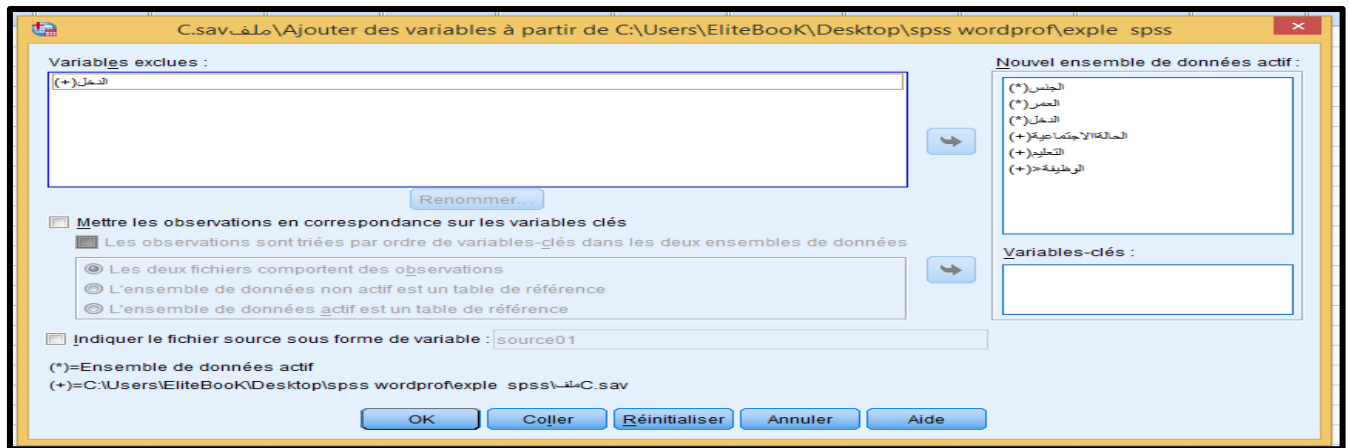 Ajouter des variables à partir de C:\Users\EliteBooK\Desktop\spss wordprof\exple spss\ملفC.sav
Variables exclues :
الدخل(+)
Renommer...
Mettre les observations en correspondance sur les variables clés
Les observations sont triées par ordre de variables-clés dans les deux ensembles de données
Les deux fichiers comportent des observations
L'ensemble de données non actif est un table de référence
L'ensemble de données actif est un table de référence
Indiquer le fichier source sous forme de variable : source01
(*)=Ensemble de données actif
(+)=C:\Users\EliteBooK\Desktop\spss wordprof\exple spss\ملفC.sav
Nouvel ensemble de données actif :
الجنس(*)
العمر(*)
الدخل(*)
الحالةاالاجتماعية(+)
التعليم(+)
الوظيفة<(+)
Variables-clés :
OK Coller Réinitialiser Annuler Aide